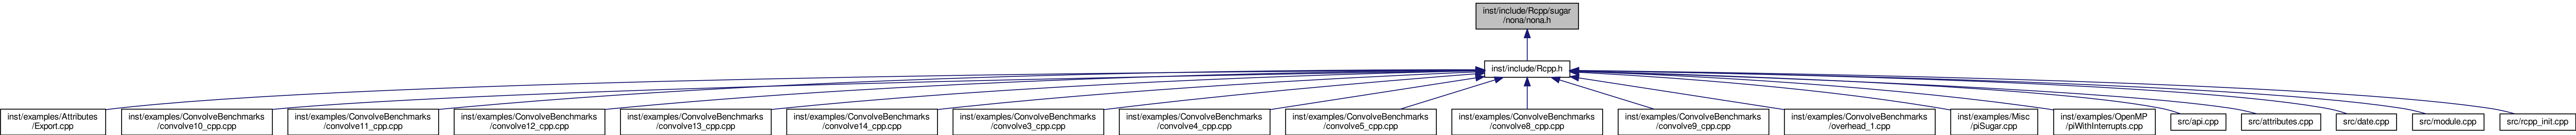 inst/include/Rcpp/sugar
/nona/nona.h
inst/include/Rcpp.h
inst/examples/Attributes
/Export.cpp
inst/examples/ConvolveBenchmarks
/convolve10_cpp.cpp
inst/examples/ConvolveBenchmarks
/convolve11_cpp.cpp
inst/examples/ConvolveBenchmarks
/convolve12_cpp.cpp
inst/examples/ConvolveBenchmarks
/convolve13_cpp.cpp
inst/examples/ConvolveBenchmarks
/convolve14_cpp.cpp
inst/examples/ConvolveBenchmarks
/convolve3_cpp.cpp
inst/examples/ConvolveBenchmarks
/convolve4_cpp.cpp
inst/examples/ConvolveBenchmarks
/convolve5_cpp.cpp
inst/examples/ConvolveBenchmarks
/convolve8_cpp.cpp
inst/examples/ConvolveBenchmarks
/convolve9_cpp.cpp
inst/examples/ConvolveBenchmarks
/overhead_1.cpp
inst/examples/Misc
/piSugar.cpp
inst/examples/OpenMP
/piWithInterrupts.cpp
src/api.cpp
src/attributes.cpp
src/date.cpp
src/module.cpp
src/rcpp_init.cpp